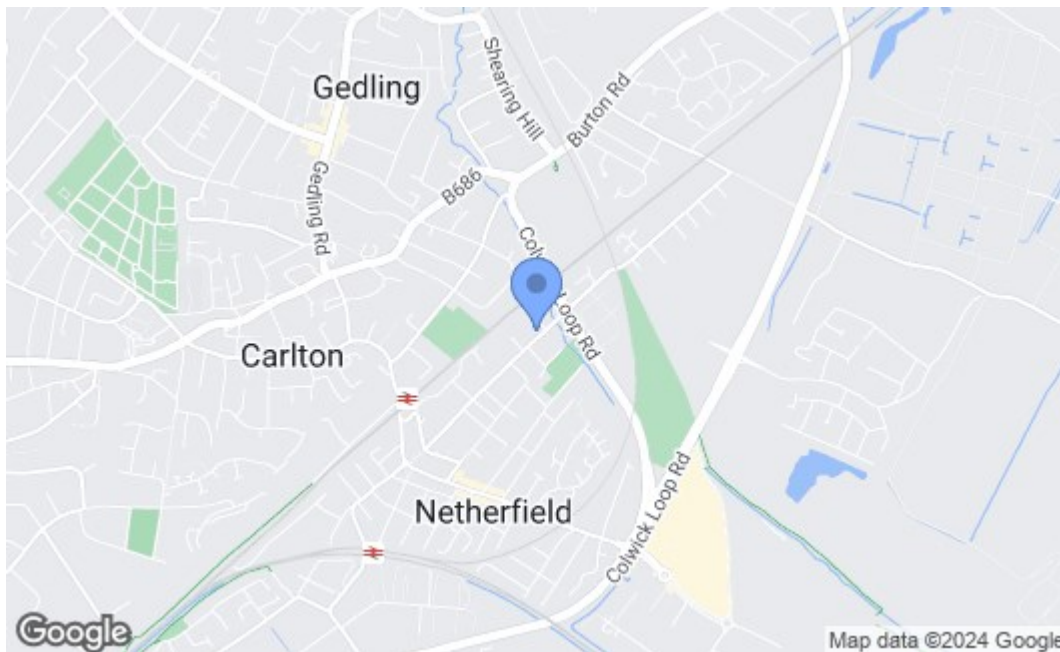 Gedling
Shearing Hill
Burton Rd
Gedling Rd
B686
Colwick Loop Rd
Carlton
Netherfield
Colwick Loop Rd
Google
Map data ©2024 Google